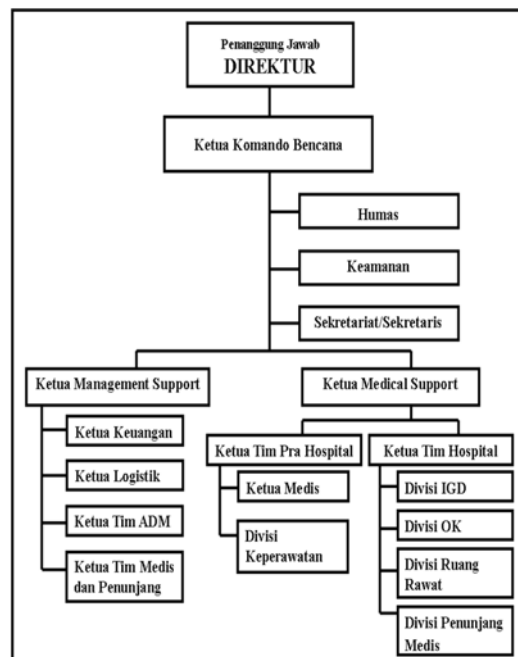 Penanggung Jawab
DIREKTUR
Ketua Komando Bencana
Humas
Keamanan
Sekretariat/Sekretaris
Ketua Management Support
Ketua Medical Support
Ketua Keuangan
Ketua Logistik
Ketua Tim ADM
Ketua Tim Medis
dan Penunjang
Ketua Tim Pra Hospital
Ketua Medis
Divisi
Keperawatan
Ketua Tim Hospital
Divisi IGD
Divisi OK
Divisi Ruang
Rawat
Divisi Penunjang
Medis